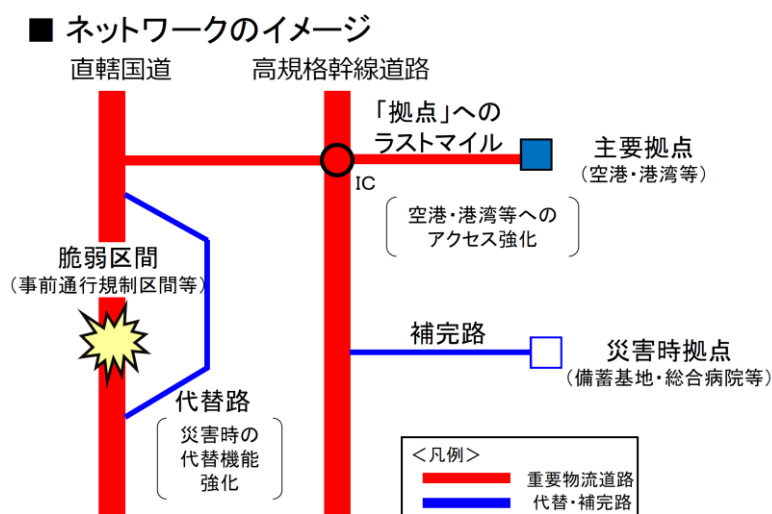 ■ ネットワークのイメージ
直轄国道
高規格幹線道路
「拠点」への
ラストマイル
主要拠点
(空港・港湾等)
IC
空港・港湾等への
アクセス強化
脆弱区間
(事前通行規制区間等)
補完路
災害時拠点
(備蓄基地・総合病院等)
代替路
災害時の
代替機能
強化
<凡例>
重要物流道路
代替・補完路